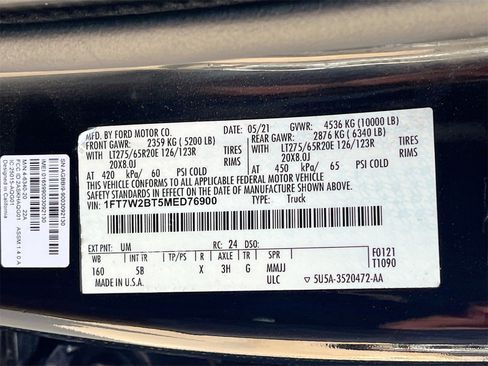 MFD. BY FORD MOTOR CO.
05/21
GVWR: 4536 KG (10000 LB)
FRONT GAWR: 2359 KG ( 5200 LB)
REAR GAWR: 2876 KG ( 6340 LB)
LT275/65R20E 126/123R TIRES
LT275/65R20E 126/123R TIRES
20X8.0J RIMS
20X8.0J RIMS
AT 420 kPa/ 60 PSI COLD
AT 450 kPa/ 65 PSI COLD
THIS VEHICLE CONFORMS TO ALL APPLICABLE FEDERAL MOTOR VEHICLE
SAFETY STANDARDS IN EFFECT ON THE DATE OF MANUFACTURE SHOWN ABOVE.
VIN: 1FT7W2BT5MED76900
TYPE: Truck
EXT PNT: UM RC: 24 DSO:
WB INT TR TP/PS R AXLE TR SPR
160 5B X 3H G MMJJ
F0121
T1090
MADE IN U.S.A.
ULC
5U5A-3520472-AA
Designed in California